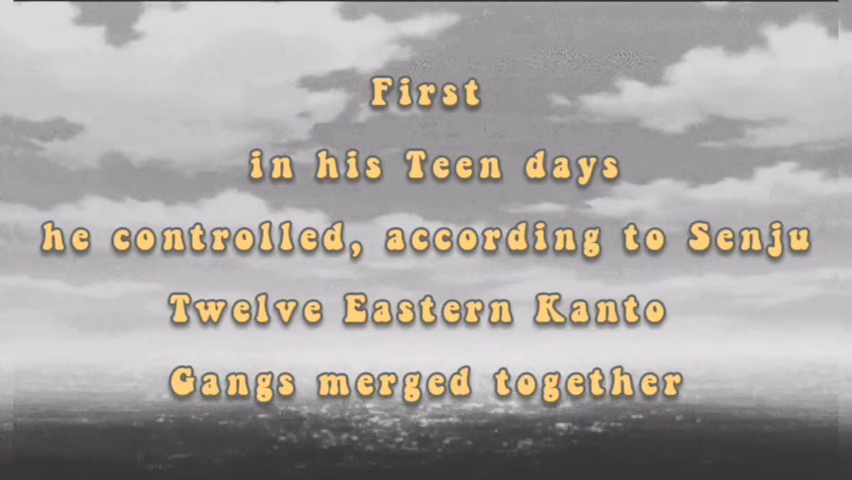 First
in his Teen days
he controlled, according to Senju
Twelve Eastern Kanto
Gangs merged together